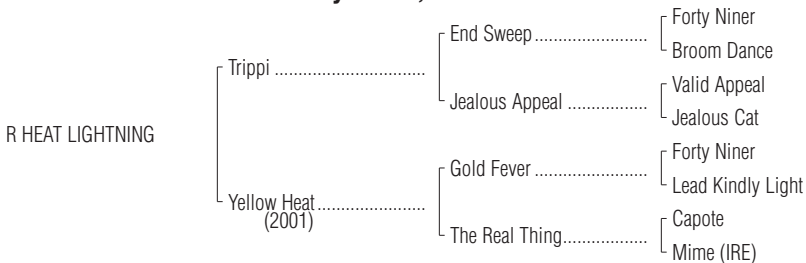 Forty Niner
End Sweep..............................
Broom Dance
Trippi ................................
Valid Appeal
Jealous Appeal .................
Jealous Cat
R HEAT LIGHTNING
Forty Niner
Gold Fever ........................
Lead Kindly Light
Yellow Heat.......................
(2001)
Capote
The Real Thing..................
Mime (IRE)